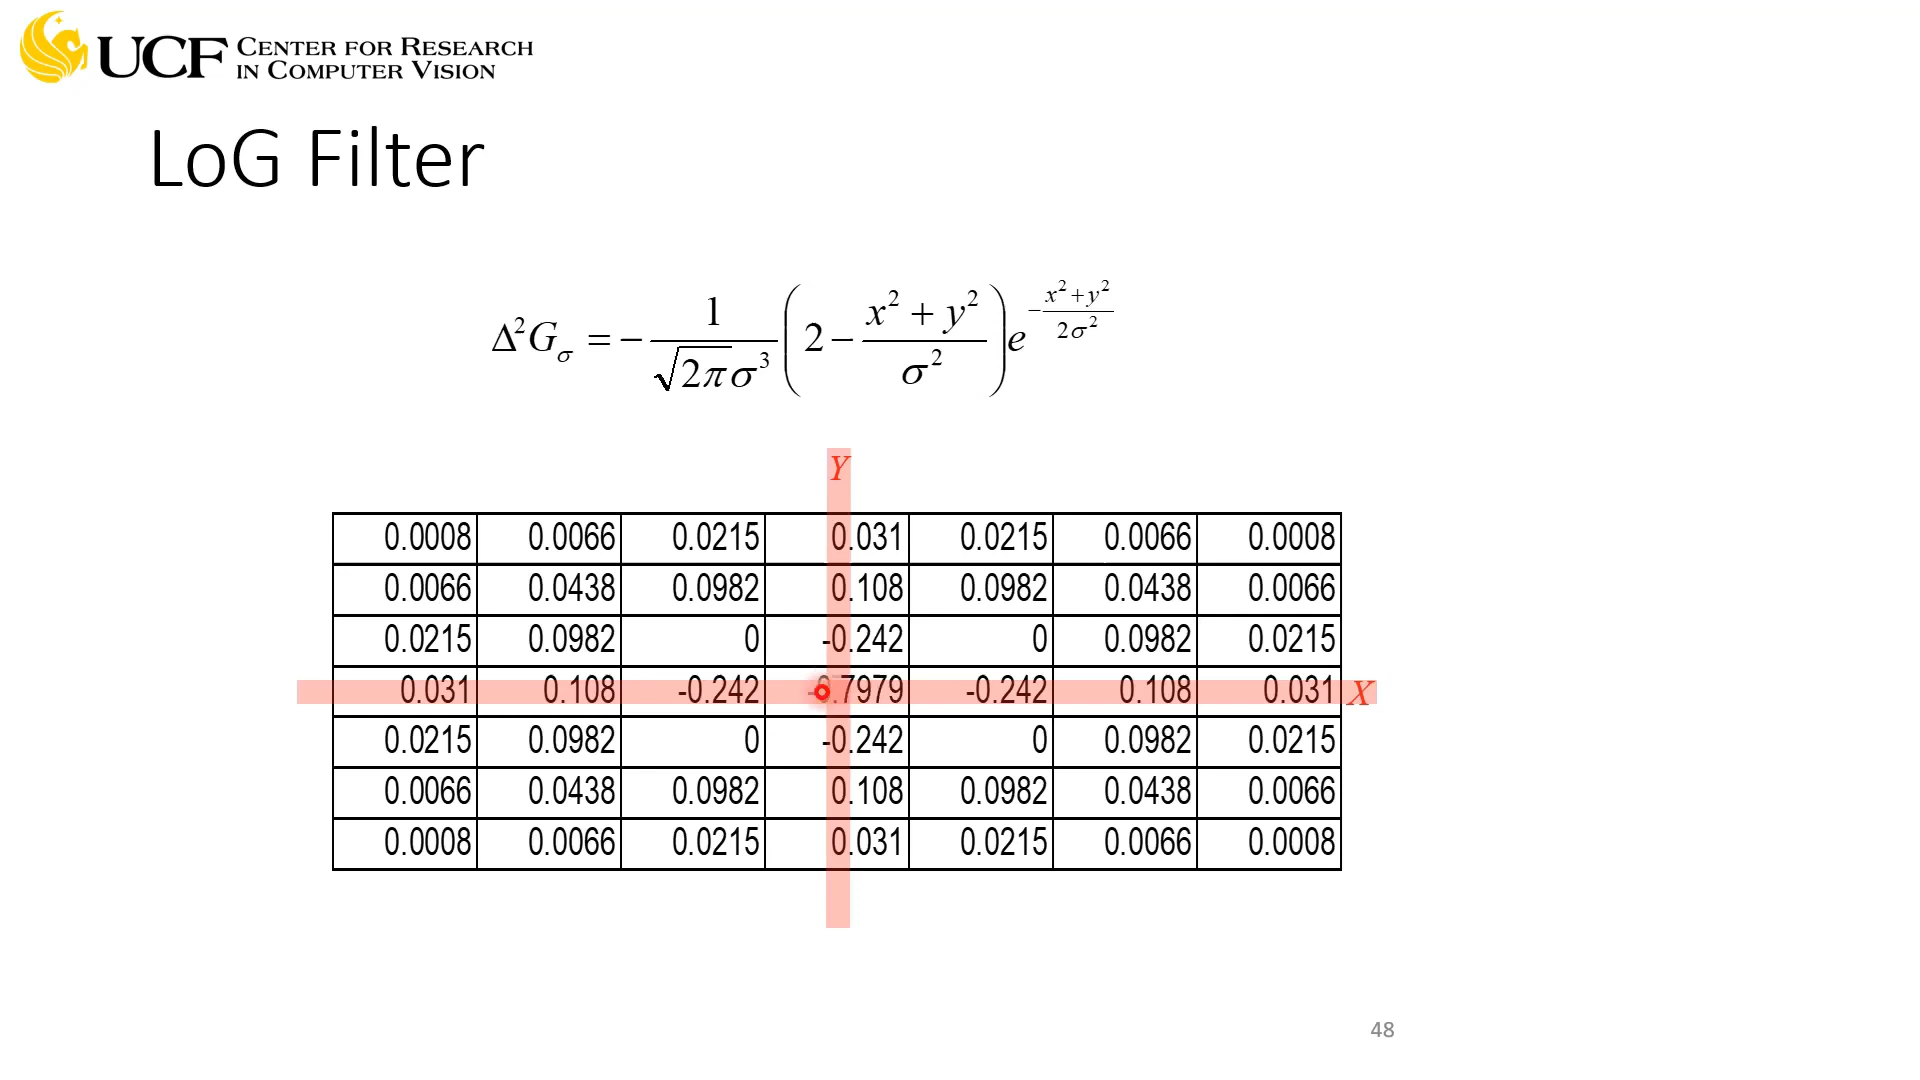 UCF CENTER FOR RESEARCH
IN COMPUTER VISION
LoG Filter
Δ²G_σ = − 1/(√2π σ³) (2 − (x² + y²)/σ²) e^(−(x² + y²)/(2σ²))
Y
0.0008 0.0066 0.0215 0.031 0.0215 0.0066 0.0008
0.0066 0.0438 0.0982 0.108 0.0982 0.0438 0.0066
0.0215 0.0982 0 -0.242 0 0.0982 0.0215
0.031 0.108 -0.242 -0.7979 -0.242 0.108 0.031 X
0.0215 0.0982 0 -0.242 0 0.0982 0.0215
0.0066 0.0438 0.0982 0.108 0.0982 0.0438 0.0066
0.0008 0.0066 0.0215 0.031 0.0215 0.0066 0.0008
48